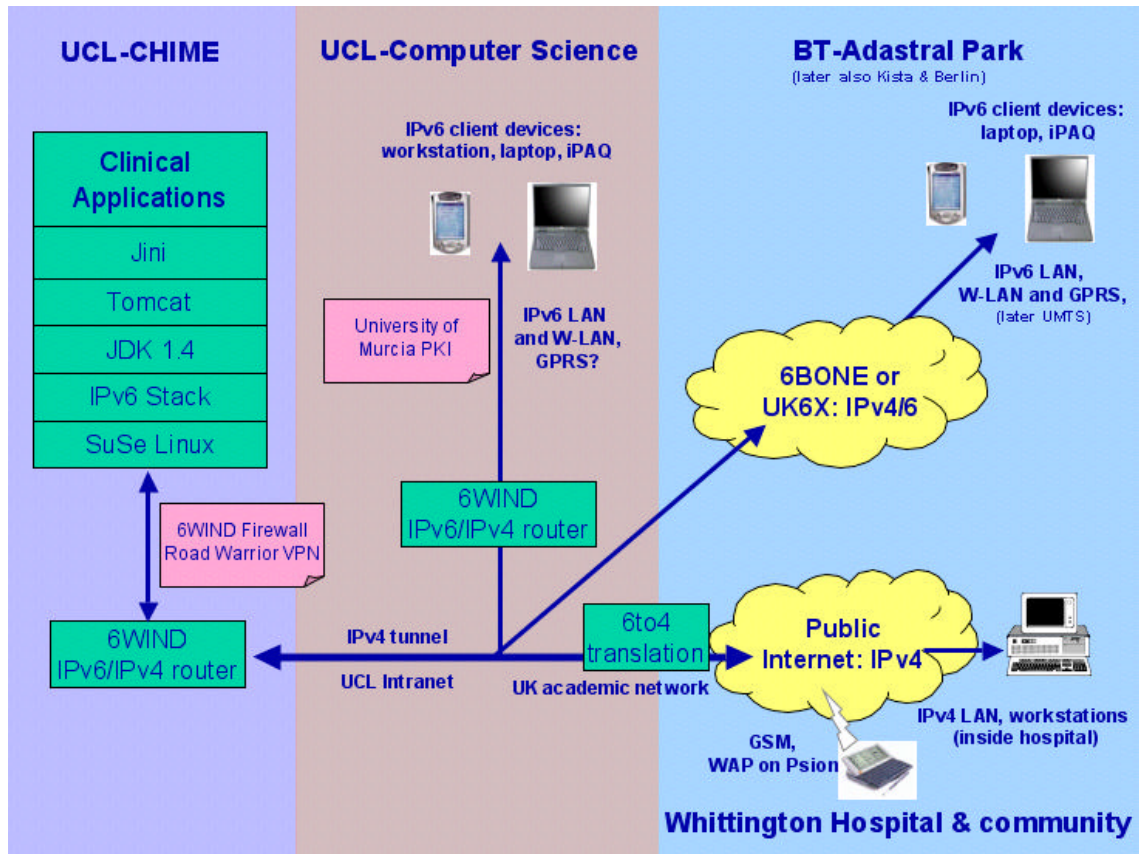 UCL-CHIME
Clinical
Applications
Jini
Tomcat
JDK 1.4
IPv6 Stack
SuSe Linux
6WIND Firewall
Road Warrior VPN
6WIND
IPv6/IPv4 router
UCL-Computer Science
IPv6 client devices:
workstation, laptop, iPAQ
University of
Murcia PKI
IPv6 LAN
and W-LAN,
GPRS?
6WIND
IPv6/IPv4 router
IPv4 tunnel
UCL Intranet
6to4
translation
UK academic network
BT-Adastral Park
(later also Kista & Berlin)
IPv6 client devices:
laptop, iPAQ
IPv6 LAN,
W-LAN and GPRS,
(later UMTS)
6BONE or
UK6X: IPv4/6
Public
Internet: IPv4
IPv4 LAN, workstations
(inside hospital)
GSM,
WAP on Psion
Whittington Hospital & community